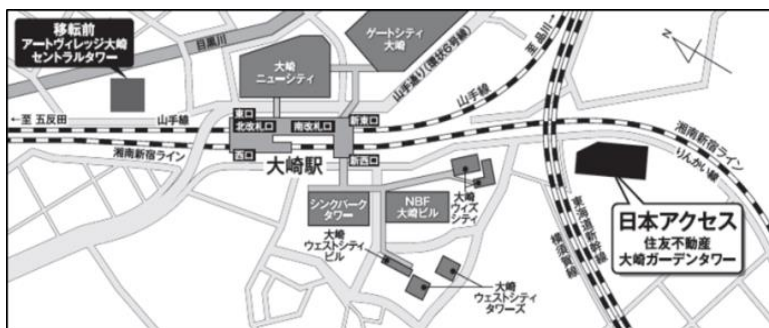 移転前
アートヴィレッジ大崎
セントラルタワー
目黒川
大崎
ニューシティ
ゲートシティ
大崎
山手通り(環状6号線)
至 品川→
N
←至 五反田
山手線
山手線
東口
北改札口
南改札口
新東口
湘南新宿ライン
西口
大崎駅
新西口
湘南新宿ライン
りんかい線
シンクパーク
タワー
NBF
大崎ビル
大崎
ウィズ
シティ
大崎
ウェストシティ
ビル
大崎
ウェストシティ
タワーズ
東海道新幹線
横須賀線
日本アクセス
住友不動産
大崎ガーデンタワー